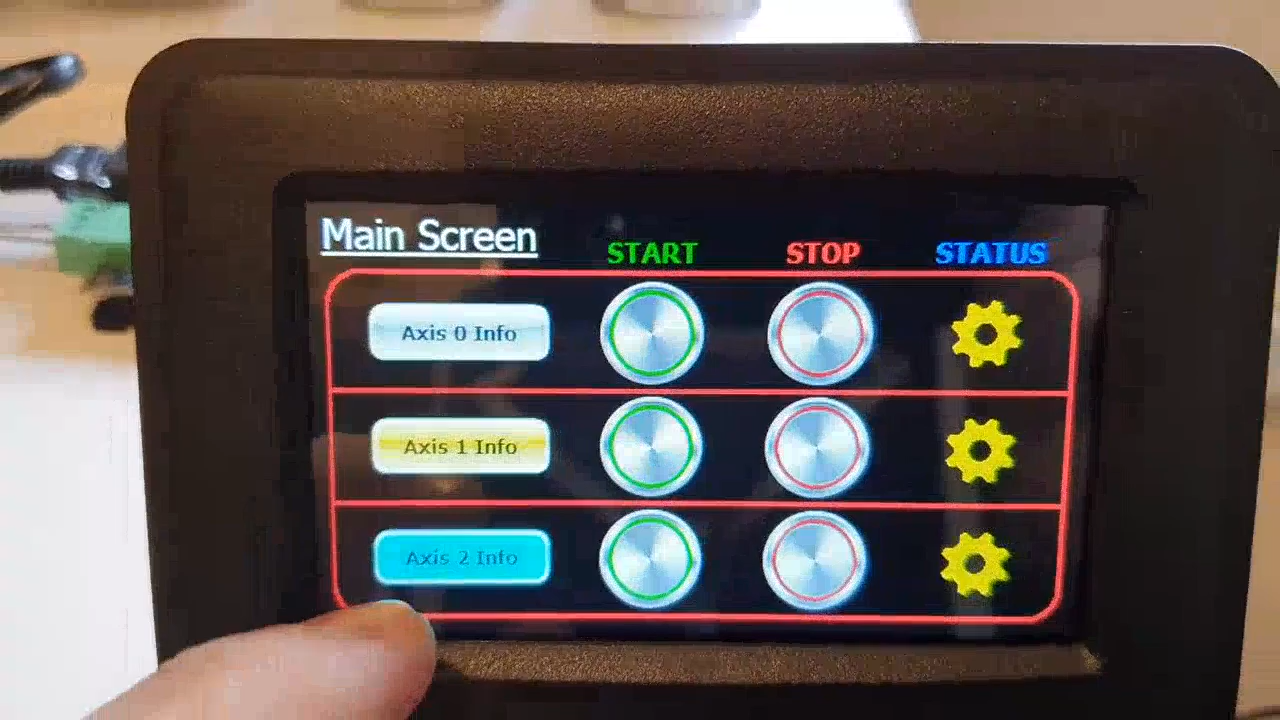 Main Screen
START STOP STATUS
Axis 0 Info
Axis 1 Info
Axis 2 Info